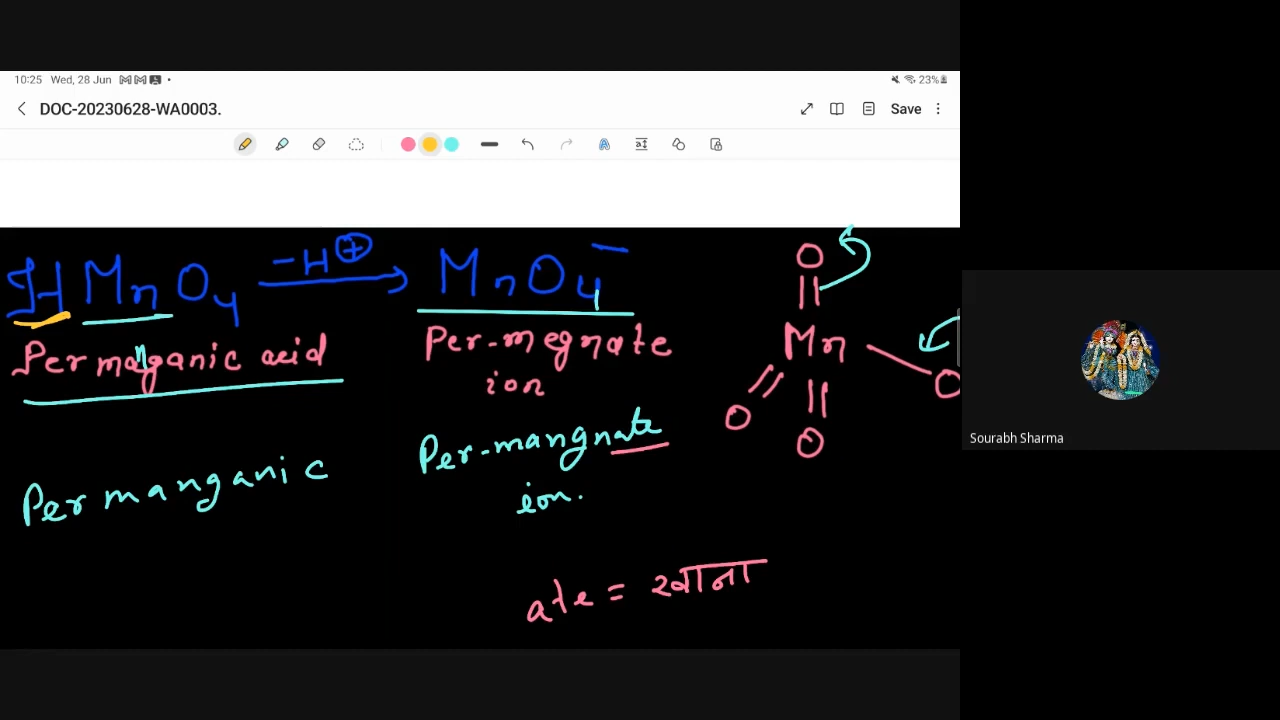 10:25 Wed, 28 Jun
23%
DOC-20230628-WA0003.
Save
HMnO₄ -H⊕→ MnO₄⁻
Permanganic acid
Per-megnate
ion
O
Mn
O
O
O
Per-mangnate
ion.
Permanganic
ate = खाना
Sourabh Sharma